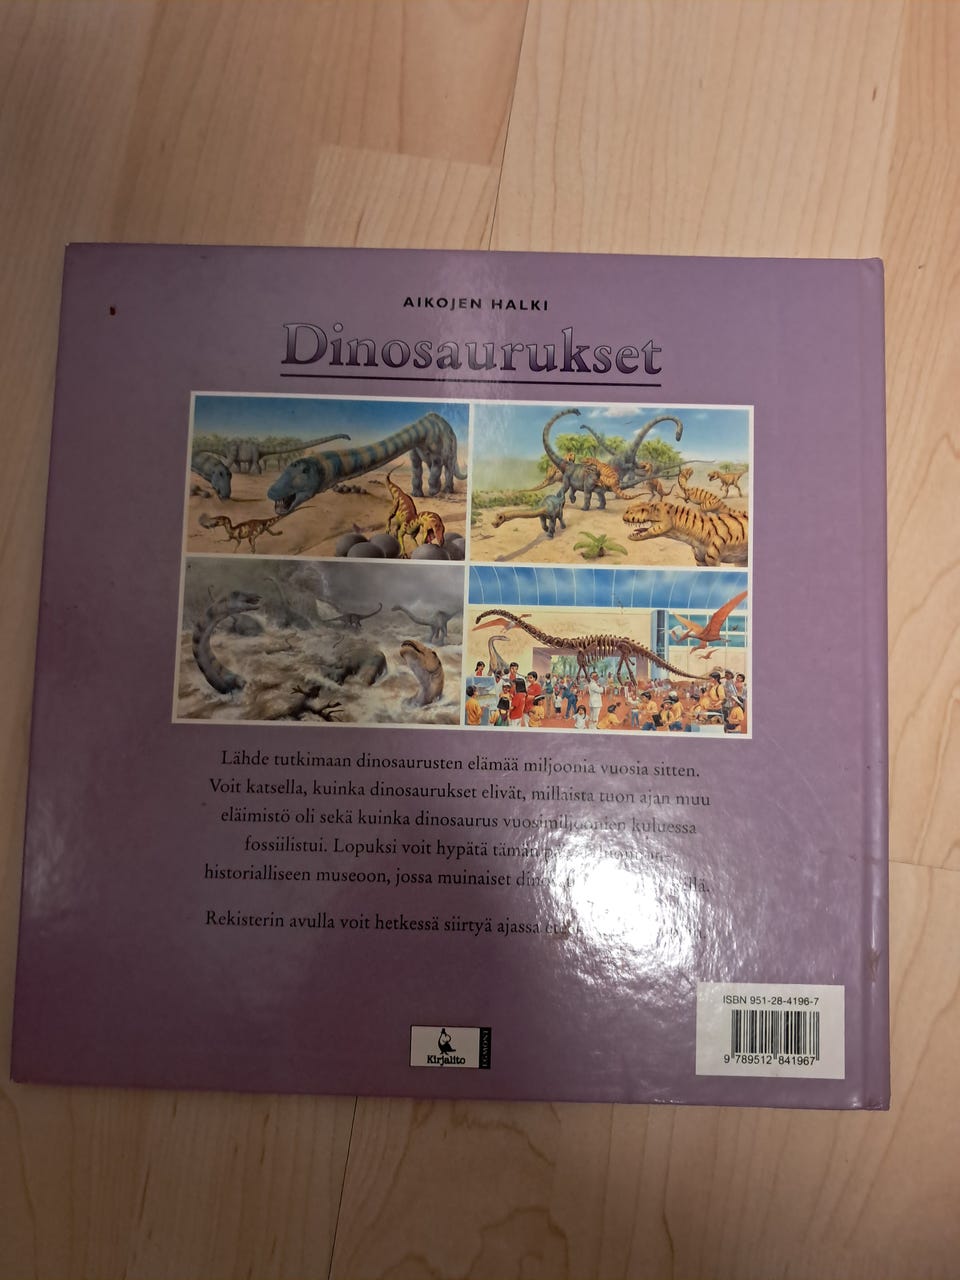 AIKOJEN HALKI
Dinosaurukset
Lähde tutkimaan dinosaurusten elämää miljoonia vuosia sitten.
Voit katsella, kuinka dinosaurukset elivät, millaista tuon ajan muu
eläimistö oli sekä kuinka dinosaurus vuosimiljoonien kuluessa
fossiilistui. Lopuksi voit hypätä tämän
historialliseen museoon, jossa muinaiset
Rekisterin avulla voit hetkessä siirtyä ajassa
ISBN 951-28-4196-7
9 789512 841967
Kirjalito
EGMONT